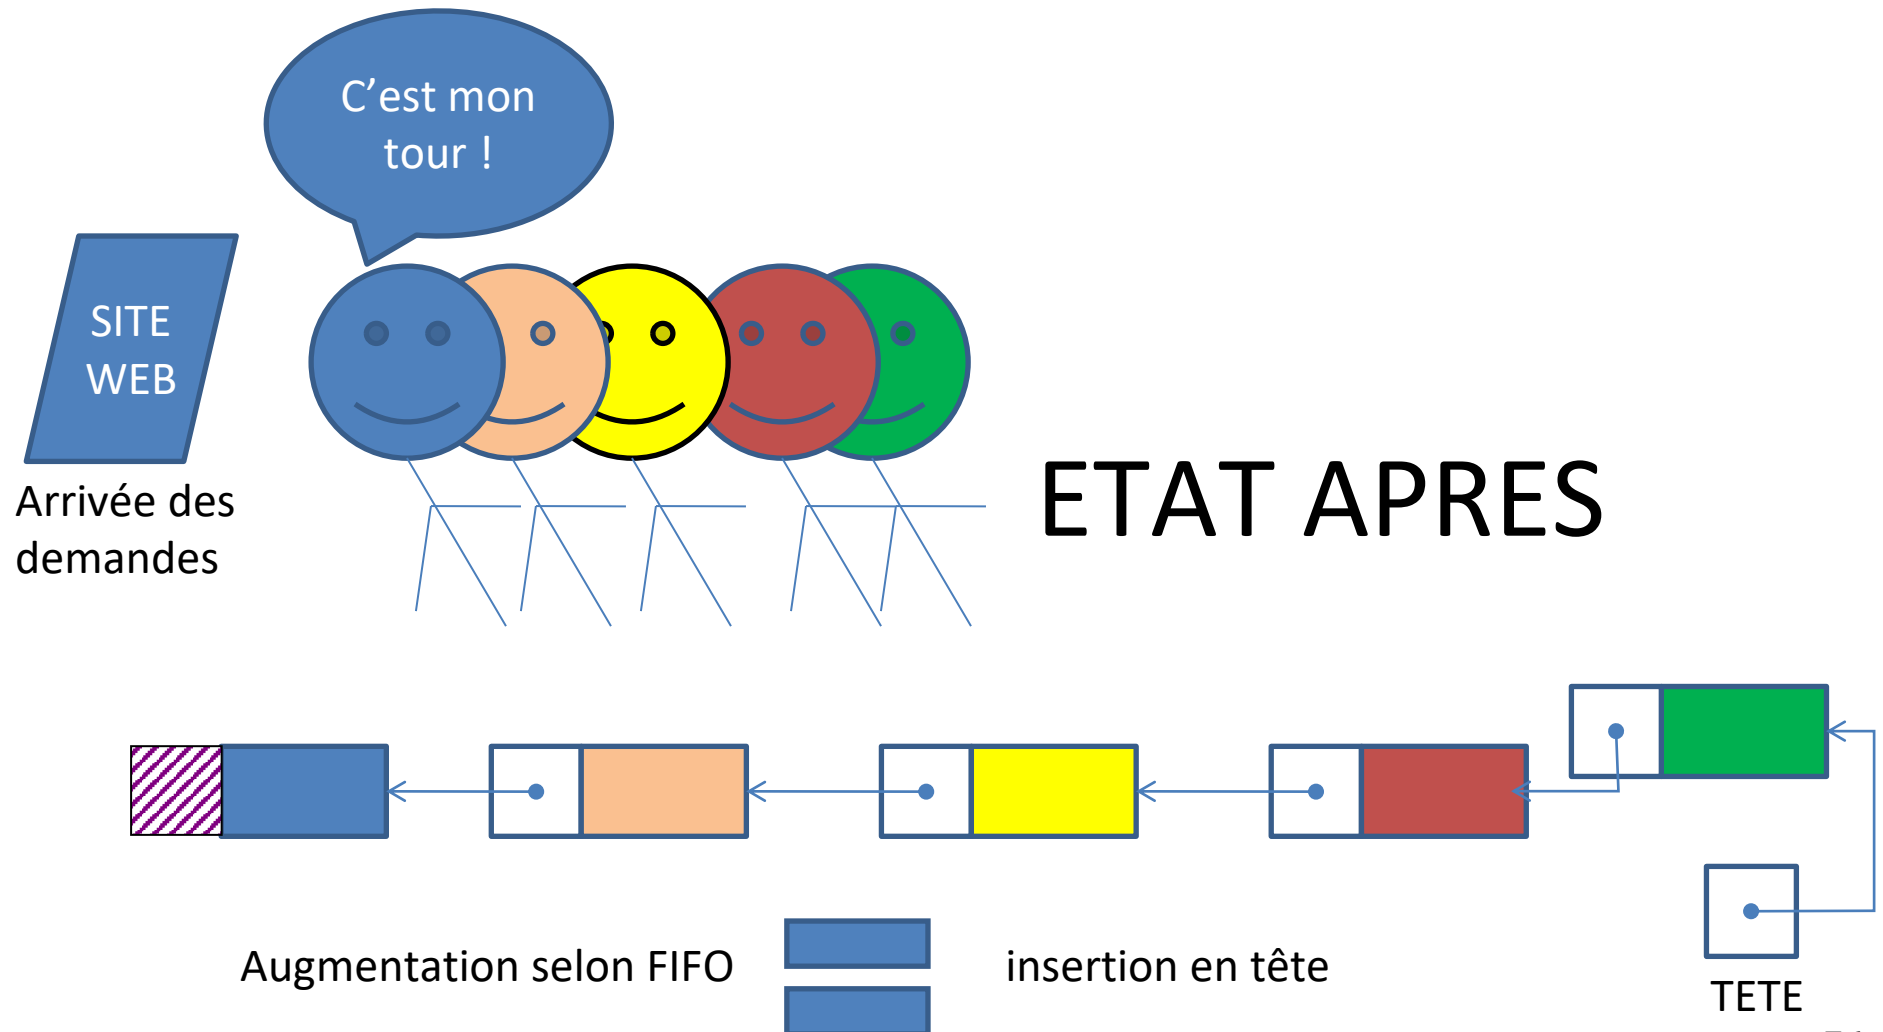 C’est mon
tour !
SITE
WEB
Arrivée des
demandes
ETAT APRES
Augmentation selon FIFO
insertion en tête
TETE